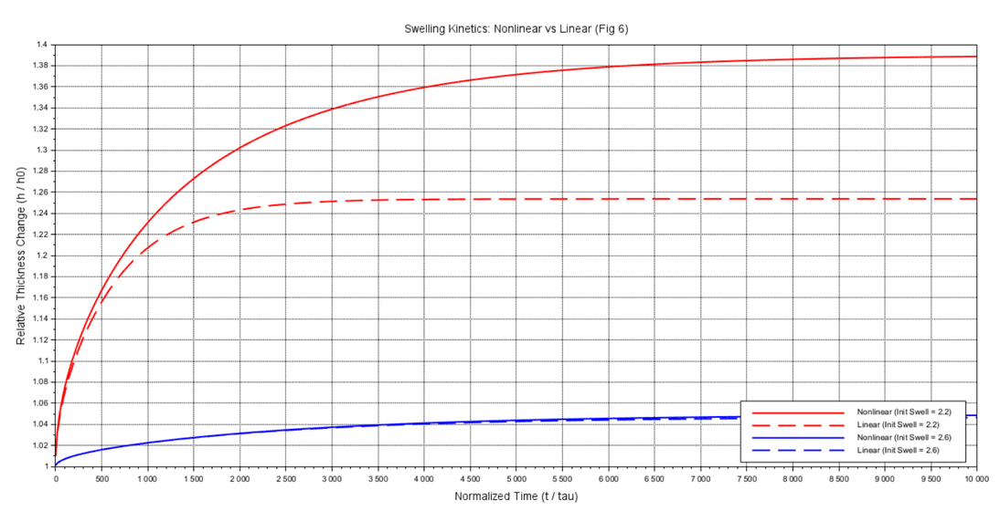 Swelling Kinetics: Nonlinear vs Linear (Fig 6)
1.4
1.38
1.36
1.34
1.32
1.3
1.28
1.26
1.24
1.22
1.2
1.18
1.16
1.14
1.12
1.1
1.08
1.06
1.04
1.02
1
Relative Thickness Change (h / h0)
Nonlinear (Init Swell = 2.2)
Linear (Init Swell = 2.2)
Nonlinear (Init Swell = 2.6)
Linear (Init Swell = 2.6)
0 500 1 000 1 500 2 000 2 500 3 000 3 500 4 000 4 500 5 000 5 500 6 000 6 500 7 000 7 500 8 000 8 500 9 000 9 500 10 000
Normalized Time (t / tau)